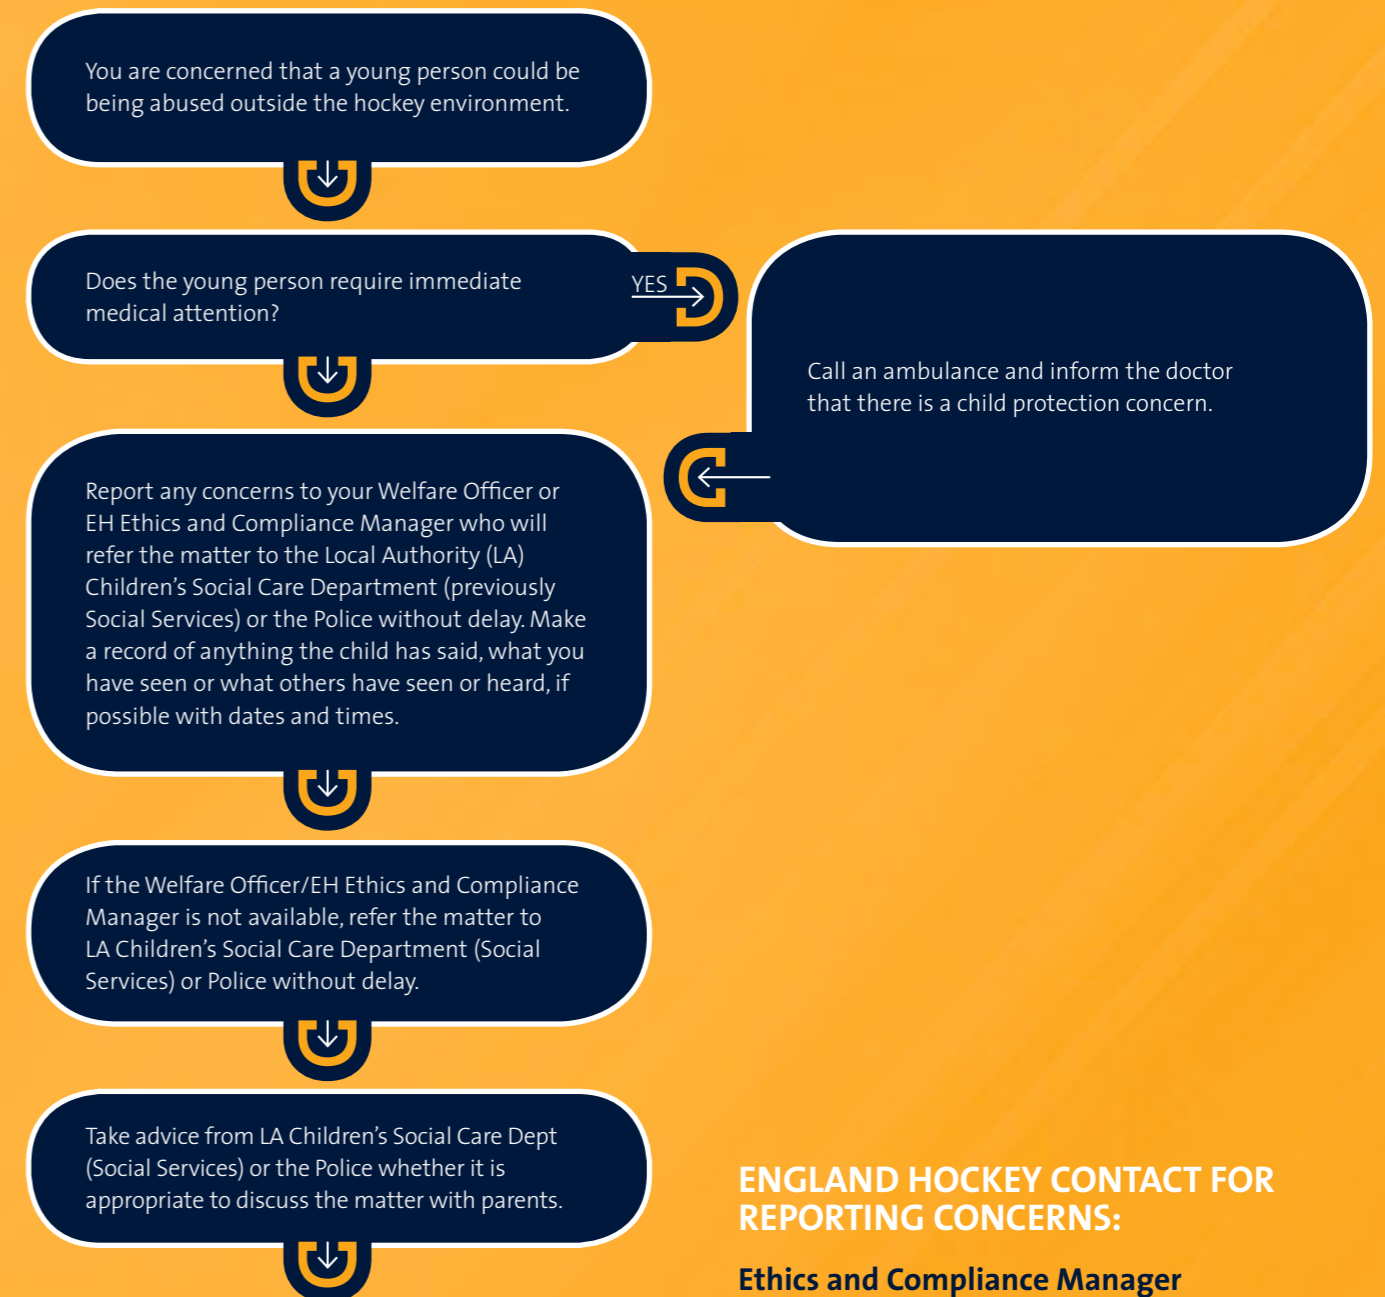 You are concerned that a young person could be
being abused outside the hockey environment.
Does the young person require immediate
medical attention?
YES
Call an ambulance and inform the doctor
that there is a child protection concern.
Report any concerns to your Welfare Officer or
EH Ethics and Compliance Manager who will
refer the matter to the Local Authority (LA)
Children’s Social Care Department (previously
Social Services) or the Police without delay. Make
a record of anything the child has said, what you
have seen or what others have seen or heard, if
possible with dates and times.
If the Welfare Officer/EH Ethics and Compliance
Manager is not available, refer the matter to
LA Children’s Social Care Department (Social
Services) or Police without delay.
Take advice from LA Children’s Social Care Dept
(Social Services) or the Police whether it is
appropriate to discuss the matter with parents.
ENGLAND HOCKEY CONTACT FOR
REPORTING CONCERNS:
Ethics and Compliance Manager